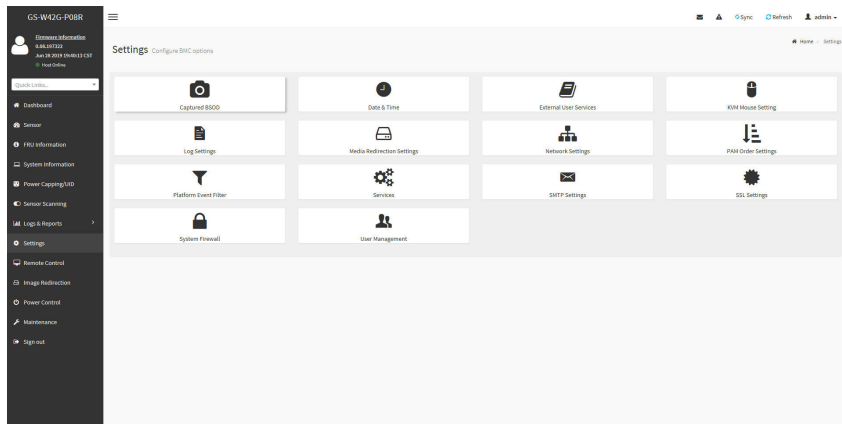 GS-W42G-P08R
Sync
Refresh
admin
Firmware Information
0.88.197322
Jun 28 2019 19:40:13 CST
Host Online
Settings Configure BMC options
Home
Settings
Quick Links...
Dashboard
Sensor
FRU Information
System Information
Power Capping/UID
Sensor Scanning
Logs & Reports
Settings
Remote Control
Image Redirection
Power Control
Maintenance
Sign out
Captured BSOD
Date & Time
External User Services
KVM Mouse Setting
Log Settings
Media Redirection Settings
Network Settings
PAM Order Settings
Platform Event Filter
Services
SMTP Settings
SSL Settings
System Firewall
User Management